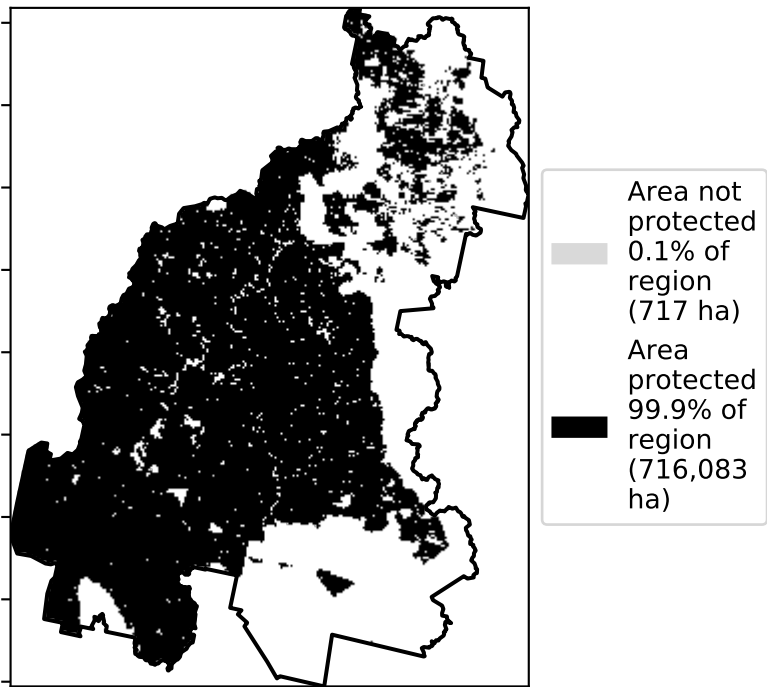 Area not
protected
0.1% of
region
(717 ha)
Area
protected
99.9% of
region
(716,083
ha)